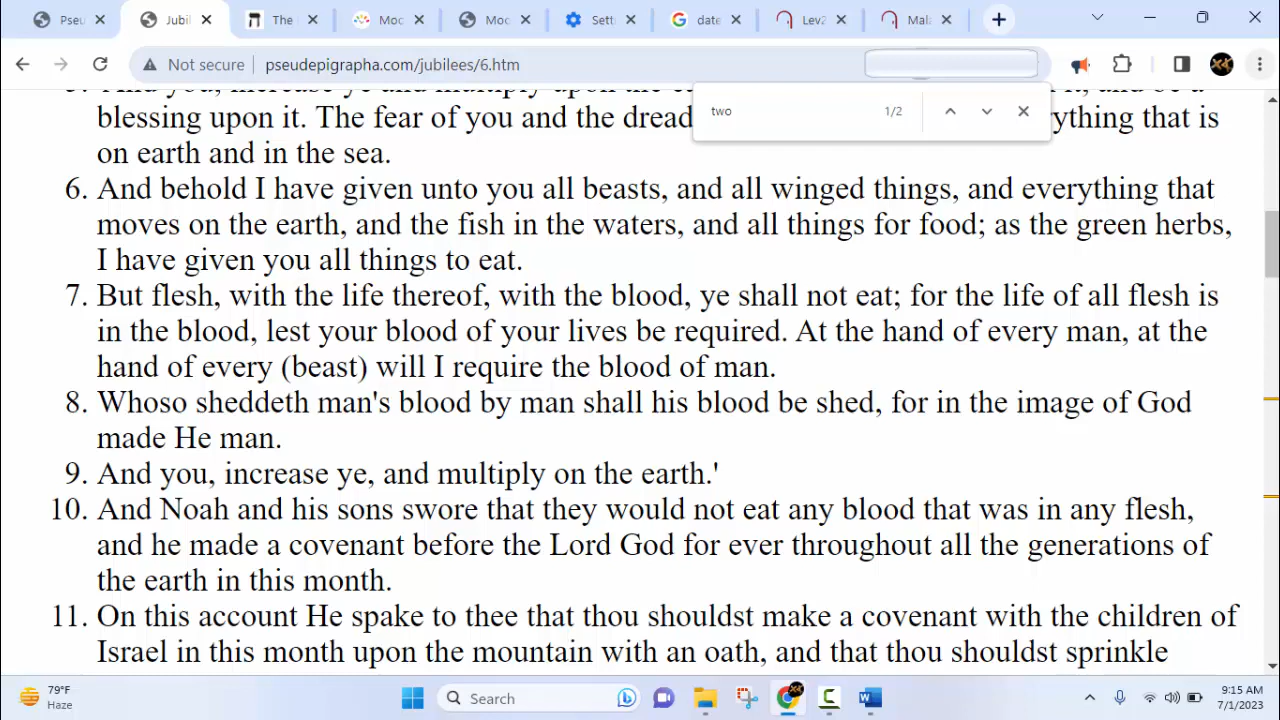 Pseu
Jubil
The
Moc
Moc
Sett
date
Lev2
Mala
Not secure
pseudepigrapha.com/jubilees/6.htm
two
1/2
blessing upon it. The fear of you and the dread
ything that is
on earth and in the sea.
6. And behold I have given unto you all beasts, and all winged things, and everything that
moves on the earth, and the fish in the waters, and all things for food; as the green herbs,
I have given you all things to eat.
7. But flesh, with the life thereof, with the blood, ye shall not eat; for the life of all flesh is
in the blood, lest your blood of your lives be required. At the hand of every man, at the
hand of every (beast) will I require the blood of man.
8. Whoso sheddeth man's blood by man shall his blood be shed, for in the image of God
made He man.
9. And you, increase ye, and multiply on the earth.'
10. And Noah and his sons swore that they would not eat any blood that was in any flesh,
and he made a covenant before the Lord God for ever throughout all the generations of
the earth in this month.
11. On this account He spake to thee that thou shouldst make a covenant with the children of
Israel in this month upon the mountain with an oath, and that thou shouldst sprinkle
79°F
Haze
Search
9:15 AM
7/1/2023